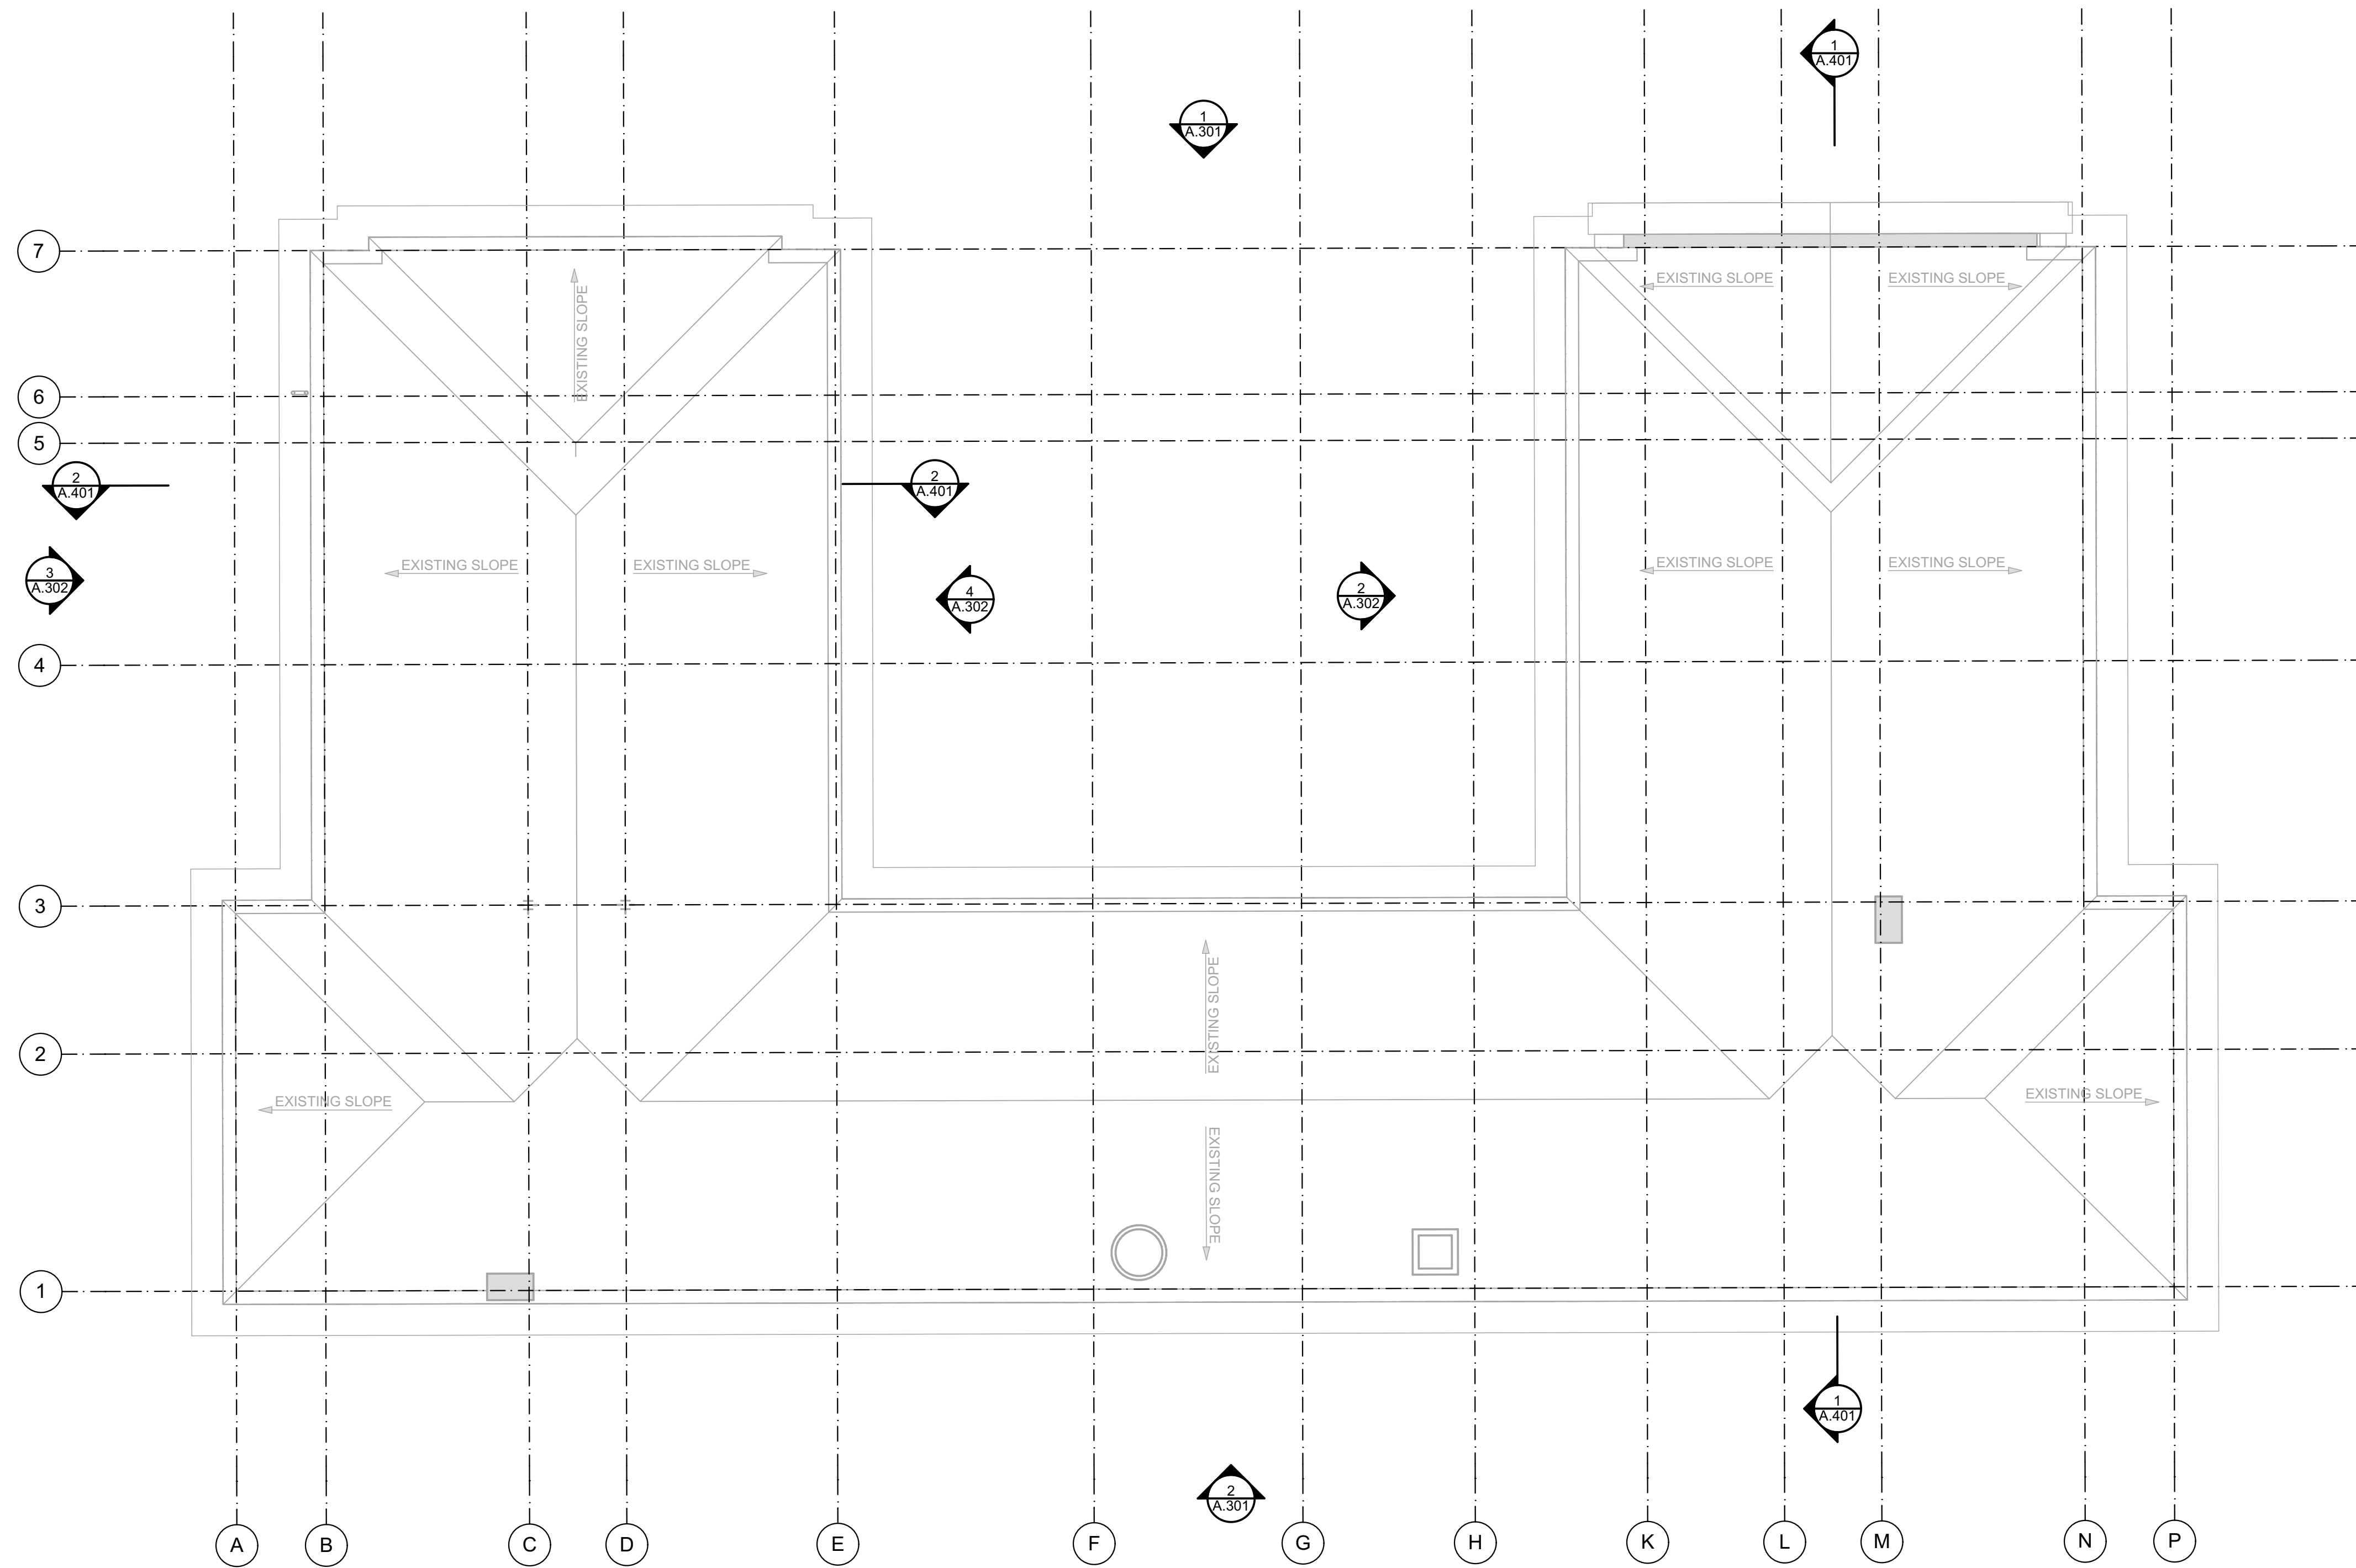 1
A.401
1
A.301
7
EXISTING SLOPE
EXISTING SLOPE
EXISTING SLOPE
6
5
2
A.401
2
A.401
3
A.302
EXISTING SLOPE
EXISTING SLOPE
4
A.302
2
A.302
EXISTING SLOPE
EXISTING SLOPE
4
3
EXISTING SLOPE
2
EXISTING SLOPE
EXISTING SLOPE
EXISTING SLOPE
1
1
A.401
2
A.301
A B C D E F G H K L M N P